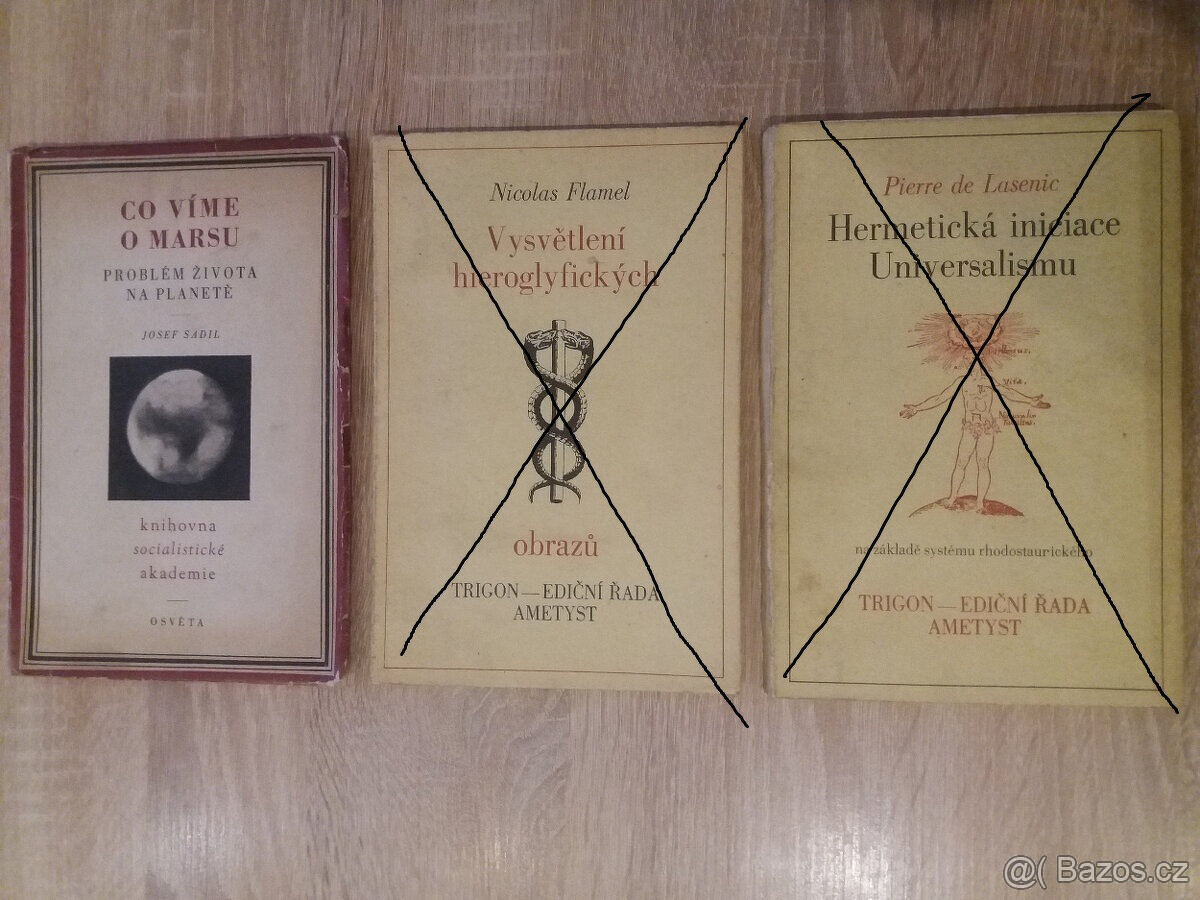 CO VÍME
O MARSU
PROBLÉM ŽIVOTA
NA PLANETĚ
JOSEF SADIL
knihovna
socialistické
akademie
OSVĚTA
Nicolas Flamel
Vysvětlení
hieroglyfických
obrazů
TRIGON—EDIČNÍ ŘADA
AMETYST
Pierre de Lasenic
Hermetická iniciace
Universalismu
na základě systému rhodostaurického
TRIGON—EDIČNÍ ŘADA
AMETYST
@( Bazos.cz